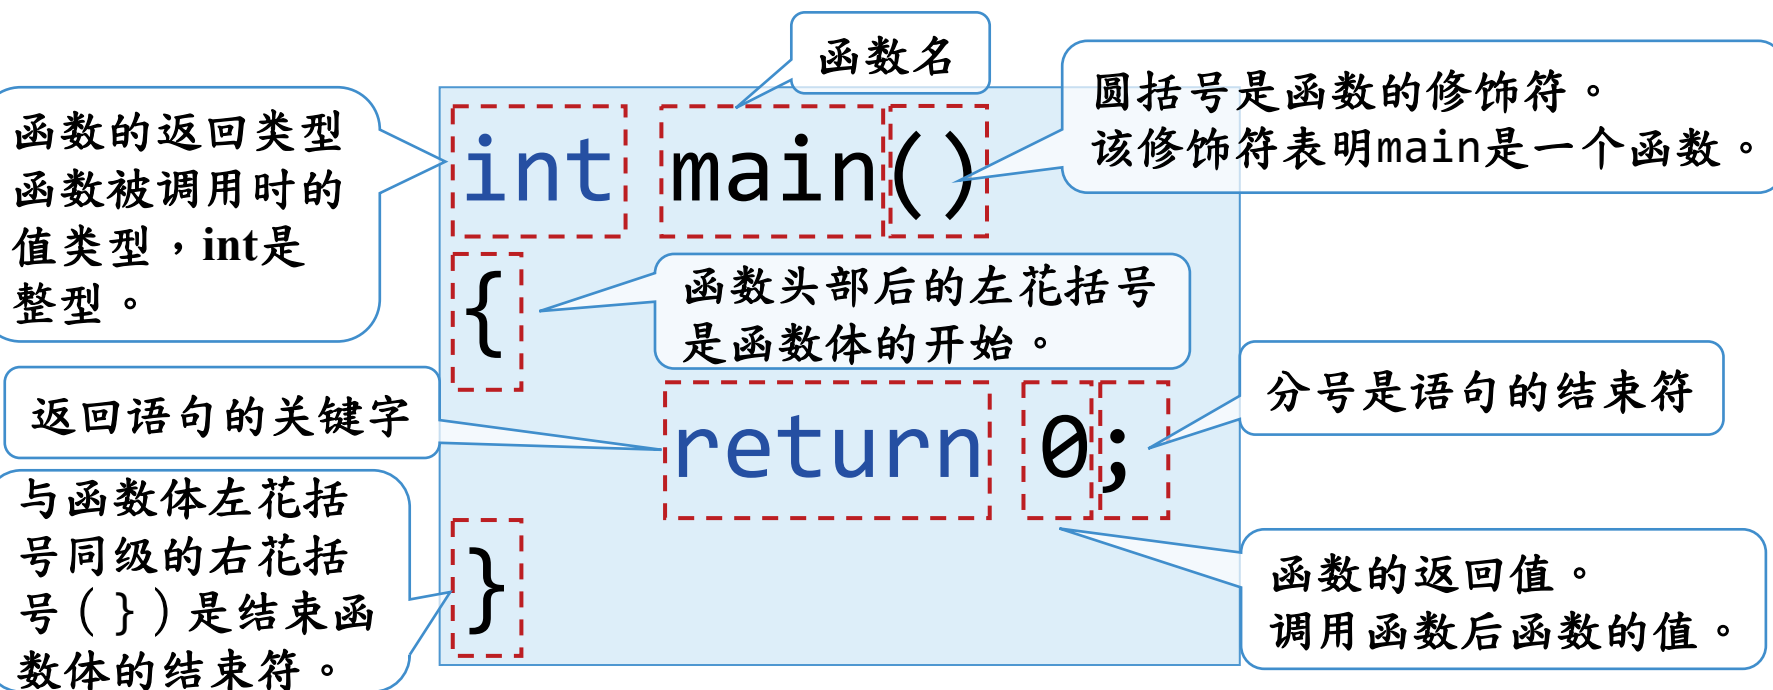 函数名
圆括号是函数的修饰符。
该修饰符表明main是一个函数。
函数的返回类型
函数被调用时的
值类型，int是
整型。
int main()
{
函数头部后的左花括号
是函数体的开始。
返回语句的关键字
return 0;
分号是语句的结束符
与函数体左花括
号同级的右花括
号(})是结束函
数体的结束符。
}
函数的返回值。
调用函数后函数的值。